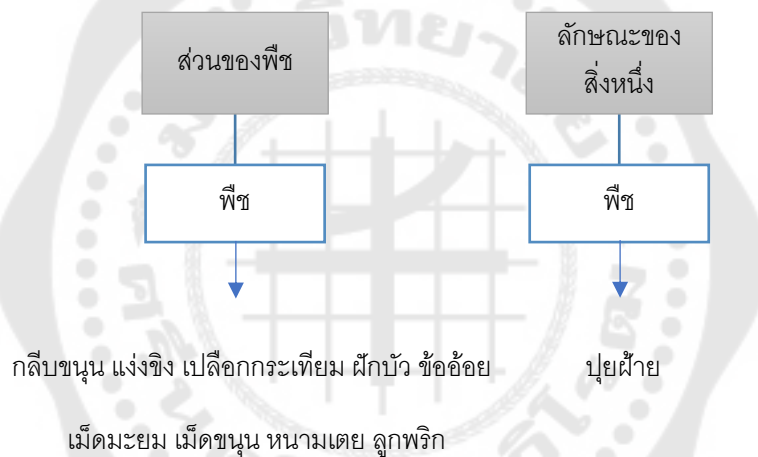 ส่วนของพืช
ลักษณะของ
สิ่งหนึ่ง
พืช
พืช
กลีบขนุน แง่งขิง เปลือกกระเทียม ฝักบัว ข้ออ้อย
ปุยฝ้าย
เม็ดมะยม เม็ดขนุน หนามเตย ลูกพริก